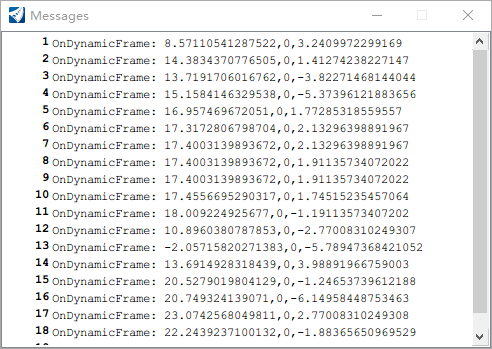 Messages
1 OnDynamicFrame: 8.57110541287522,0,3.2409972299169
2 OnDynamicFrame: 14.3834370776505,0,1.41274238227147
3 OnDynamicFrame: 13.7191706016762,0,-3.82271468144044
4 OnDynamicFrame: 15.1584146329538,0,-5.37396121883656
5 OnDynamicFrame: 16.957469672051,0,1.77285318559557
6 OnDynamicFrame: 17.3172806798704,0,2.13296398891967
7 OnDynamicFrame: 17.4003139893672,0,2.13296398891967
8 OnDynamicFrame: 17.4003139893672,0,1.91135734072022
9 OnDynamicFrame: 17.4003139893672,0,1.91135734072022
10 OnDynamicFrame: 17.4556695290317,0,1.74515235457064
11 OnDynamicFrame: 18.009224925677,0,-1.19113573407202
12 OnDynamicFrame: 10.8960380787853,0,-2.77008310249307
13 OnDynamicFrame: -2.05715820271383,0,-5.78947368421052
14 OnDynamicFrame: 13.6914928318439,0,3.98891966759003
15 OnDynamicFrame: 20.5279019804129,0,-1.24653739612188
16 OnDynamicFrame: 20.749324139071,0,-6.14958448753463
17 OnDynamicFrame: 23.0742568049811,0,2.77008310249308
18 OnDynamicFrame: 22.2439237100132,0,-1.88365650969529